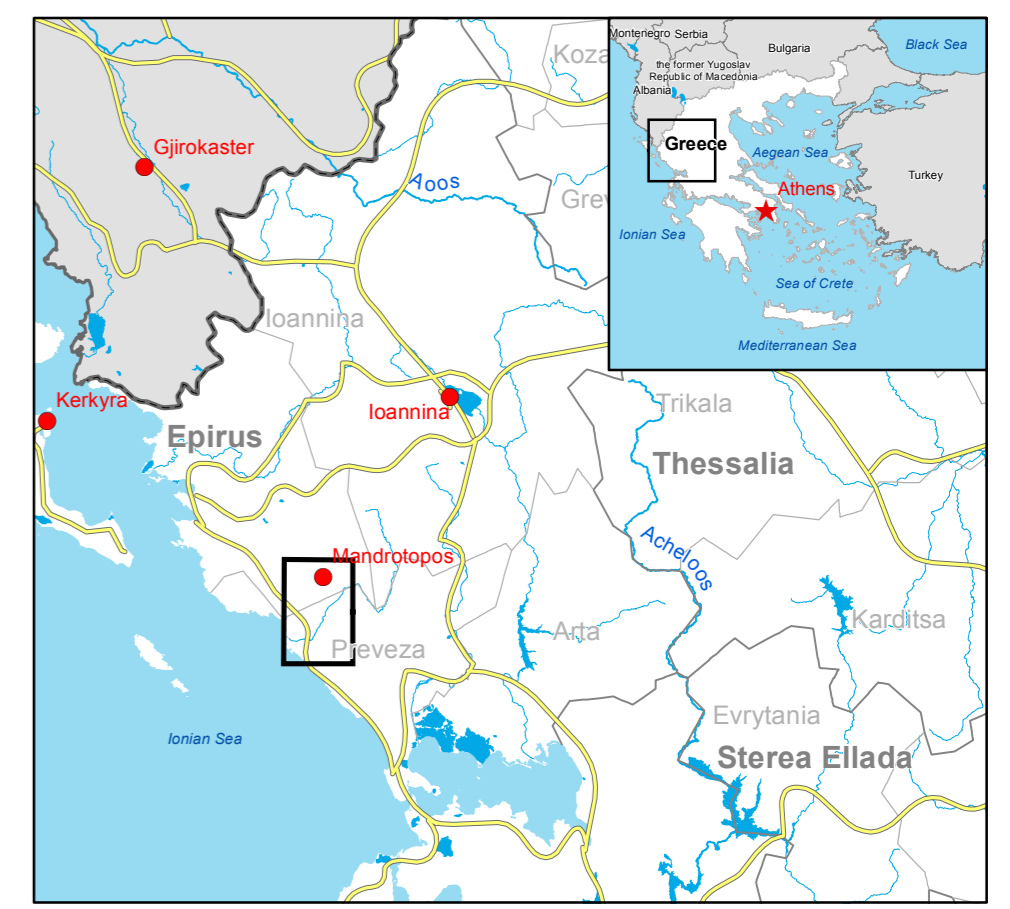 Koza
Gjirokaster
Aoos
Grev
Ioannina
Kerkyra
Ioannina
Epirus
Trikala
Thessalia
Acheloos
Mandrotopos
Arta
Karditsa
Preveza
Evrytania
Ionian Sea
Sterea Ellada
Montenegro
Serbia
Bulgaria
Black Sea
the former Yugoslav
Republic of Macedonia
Albania
Greece
Aegean Sea
Turkey
Athens
Ionian Sea
Sea of Crete
Mediterranean Sea